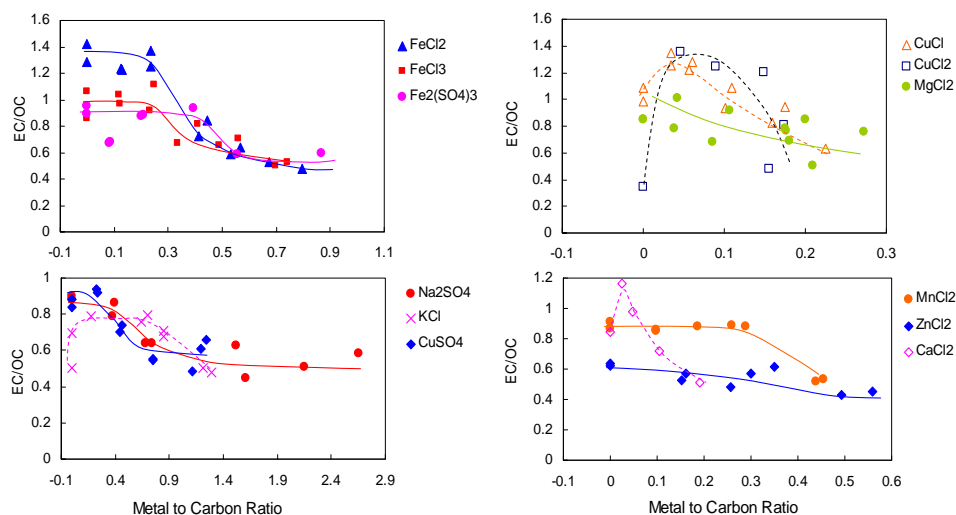 EC/OC
1.6
1.4
1.2
1
0.8
0.6
0.4
0.2
0
-0.1 0.1 0.3 0.5 0.7 0.9 1.1
FeCl2
FeCl3
Fe2(SO4)3
EC/OC
1.6
1.4
1.2
1
0.8
0.6
0.4
0.2
0
-0.1 0 0.1 0.2 0.3
CuCl
CuCl2
MgCl2
EC/OC
1
0.8
0.6
0.4
0.2
0
-0.1 0.4 0.9 1.4 1.9 2.4
Metal to Carbon Ratio
Na2SO4
KCl
CuSO4
EC/OC
1.2
1
0.8
0.6
0.4
0.2
0
-0.1 0 0.1 0.2 0.3 0.4 0.5 0.6
Metal to Carbon Ratio
MnCl2
ZnCl2
CaCl2